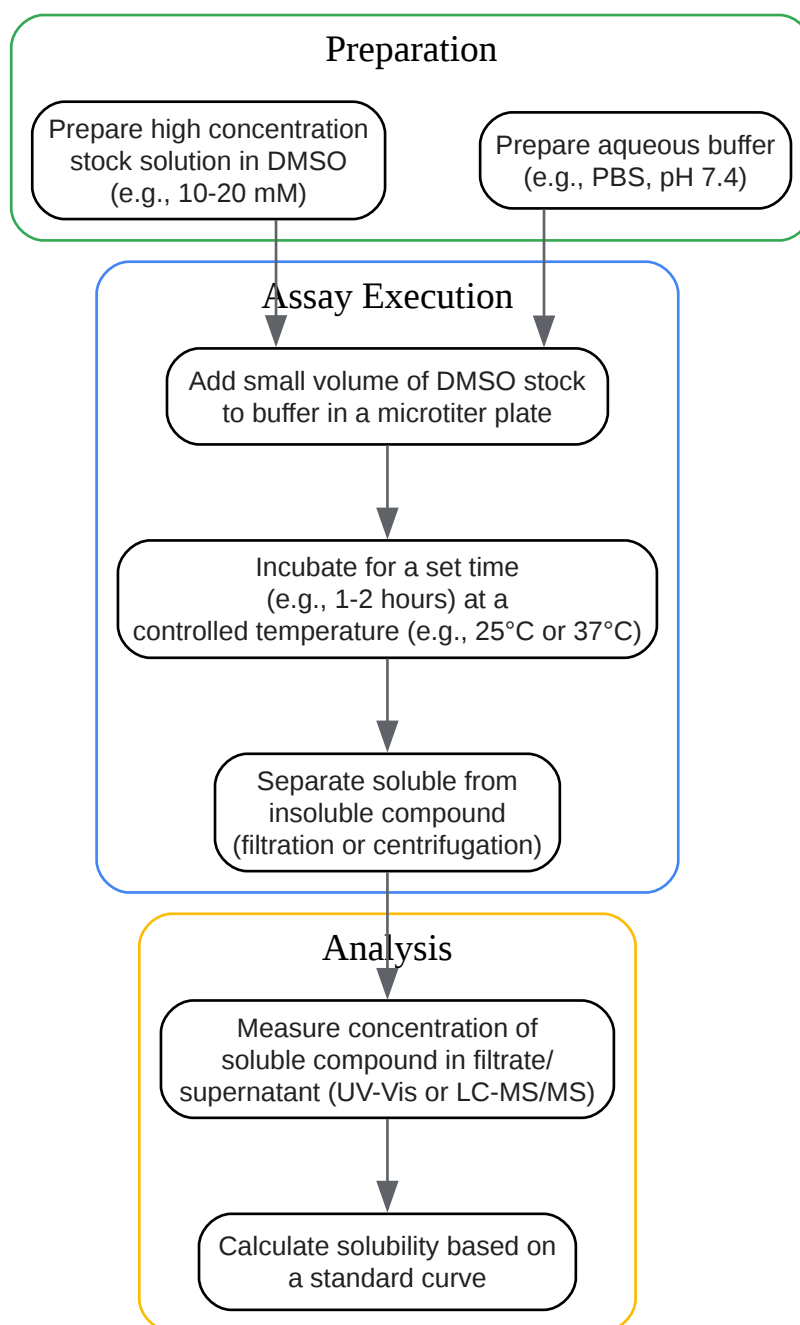 Preparation
Prepare high concentration
stock solution in DMSO
(e.g., 10-20 mM)
Prepare aqueous buffer
(e.g., PBS, pH 7.4)
Assay Execution
Add small volume of DMSO stock
to buffer in a microtiter plate
Incubate for a set time
(e.g., 1-2 hours) at a
controlled temperature (e.g., 25°C or 37°C)
Separate soluble from
insoluble compound
(filtration or centrifugation)
Analysis
Measure concentration of
soluble compound in filtrate/
supernatant (UV-Vis or LC-MS/MS)
Calculate solubility based on
a standard curve